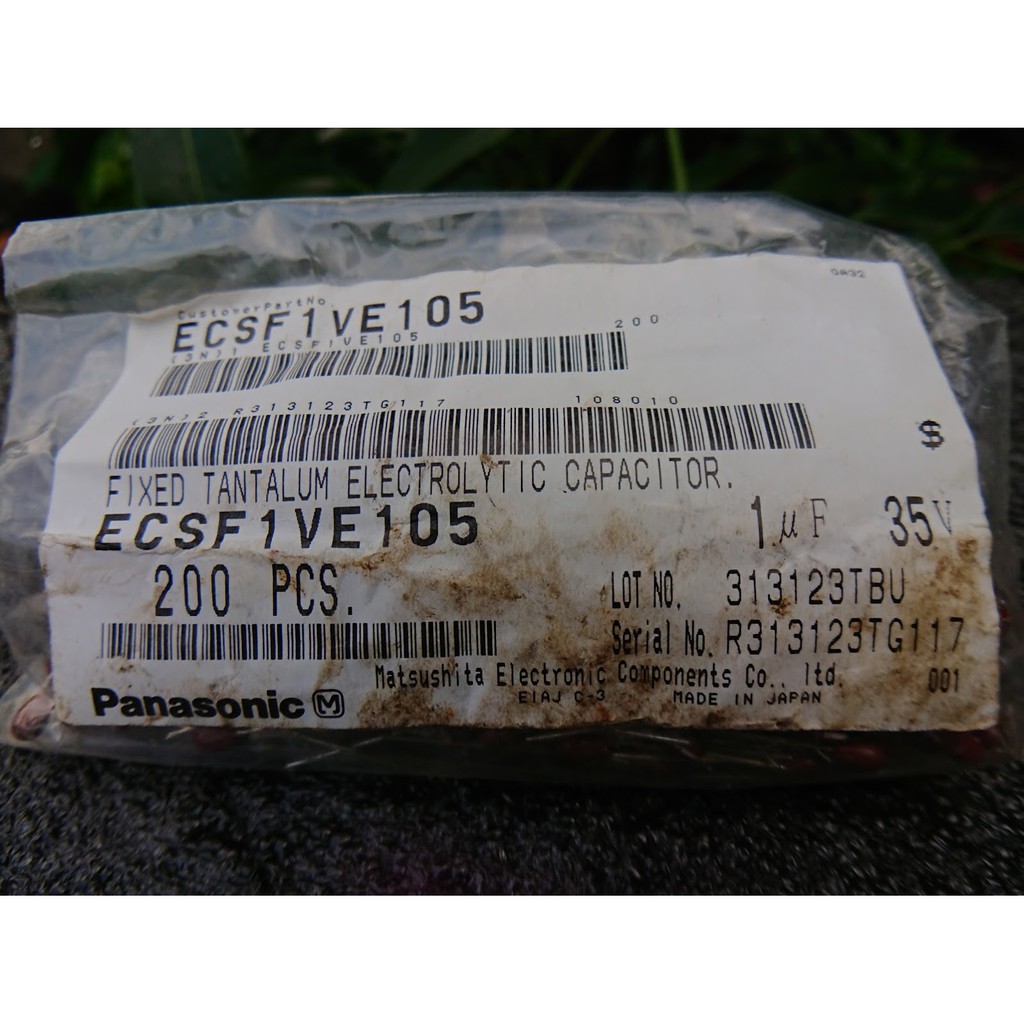 0A32
CustomerPartNo.
ECSF1VE105
(3N)1 ECSF1VE105 200
(3N)2 R313123TG117 108010
$
FIXED TANTALUM ELECTROLYTIC CAPACITOR.
ECSF1VE105 1μF 35V
200 PCS. LOT NO. 313123TBU
Serial No. R313123TG117
Matsushita Electronic Components Co., ltd. 001
Panasonic M EIAJ C-3 MADE IN JAPAN